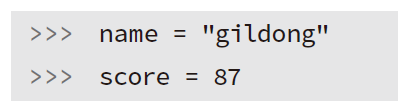 >>> name = "gildong"
>>> score = 87